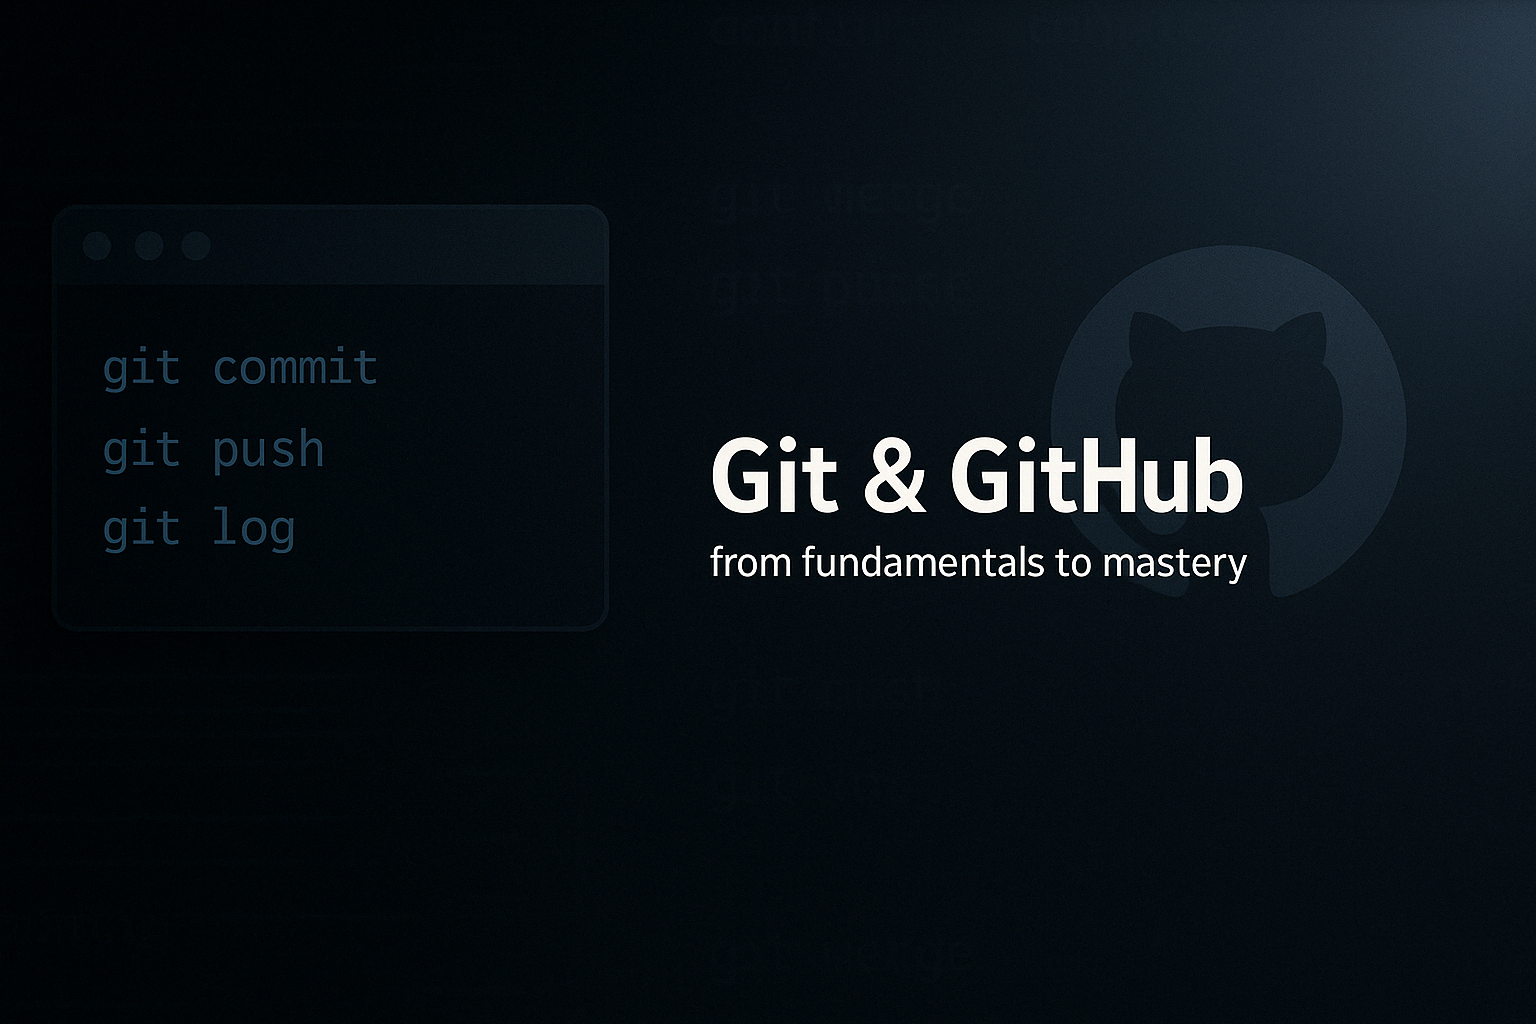 git commit
git push
git log
Git & GitHub
from fundamentals to mastery